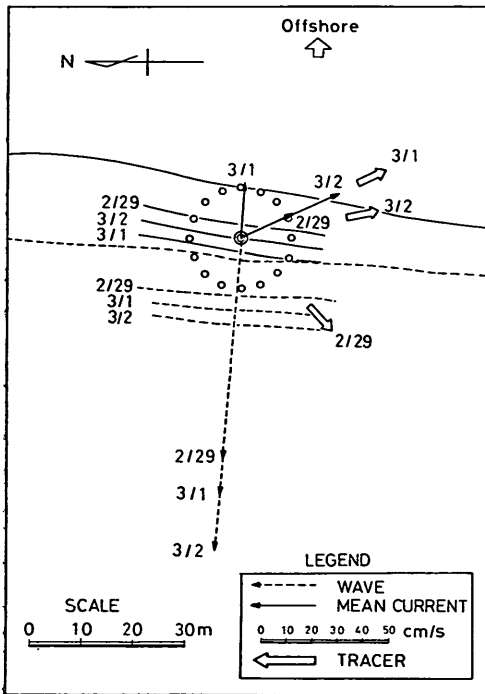 Offshore
N
3/1
3/1
3/2
2/29
3/2
2/29
3/2
3/1
2/29
3/1
3/2
2/29
2/29
3/1
3/2
LEGEND
WAVE
MEAN CURRENT
0 10 20 30 40 50 cm/s
TRACER
SCALE
0 10 20 30m